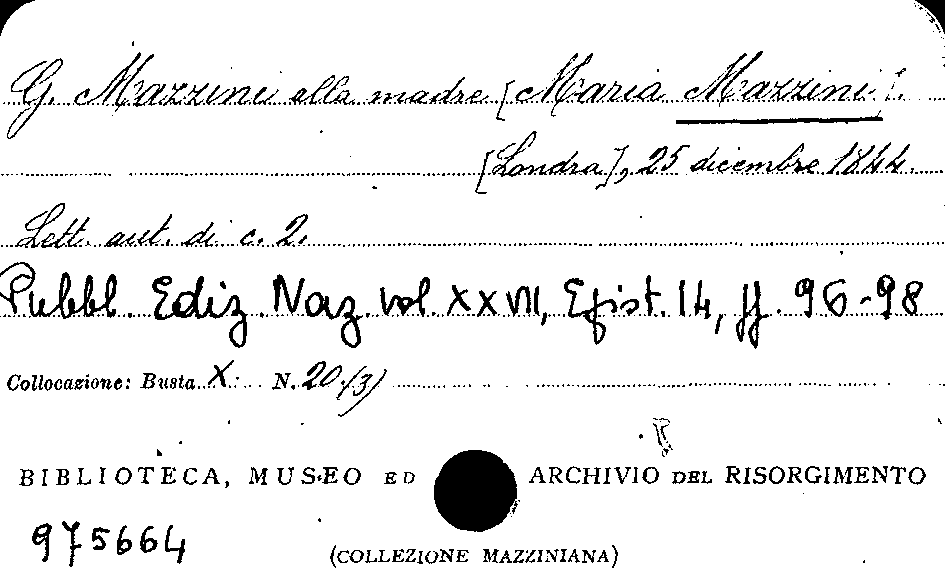 G. Mazzini alla madre [Maria Mazzini].
[Londra], 25 dicembre 1844.
Lett. aut. di c. 2.
Pubbl. Ediz. Naz. vol. XXVII, Epist. 14, pp. 96-98
Collocazione: Busta X N. 20.(3)
BIBLIOTECA, MUSEO ED ARCHIVIO DEL RISORGIMENTO
975664
(COLLEZIONE MAZZINIANA)